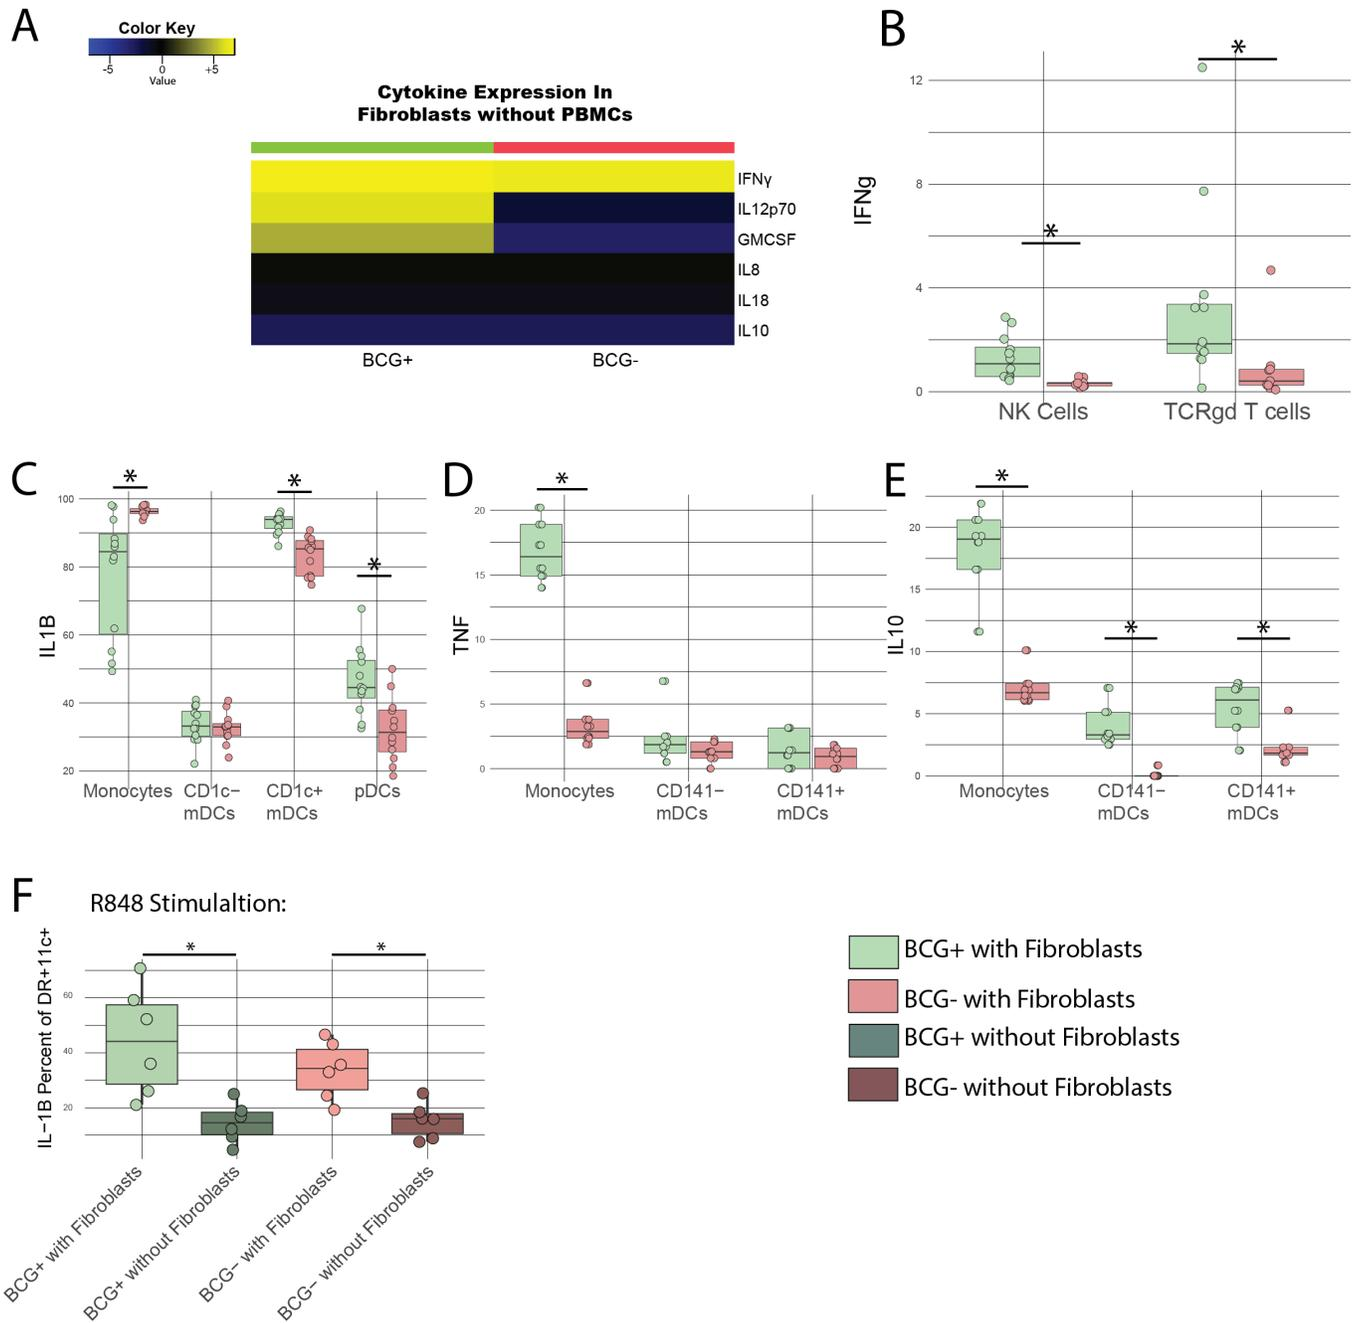 A
Color Key
-5
0
+5
Value
Cytokine Expression In
Fibroblasts without PBMCs
IFNγ
IL12p70
GMCSF
IL8
IL18
IL10
BCG+
BCG-
B
IFNg
12
8
4
0
*
*
NK Cells
TCRgd T cells
C
IL1B
100
80
60
40
20
*
*
*
Monocytes
CD1c−
mDCs
CD1c+
mDCs
pDCs
D
TNF
20
15
10
5
0
*
Monocytes
CD141−
mDCs
CD141+
mDCs
E
IL10
20
15
10
5
0
*
*
*
Monocytes
CD141−
mDCs
CD141+
mDCs
F
R848 Stimulaltion:
IL−1B Percent of DR+11c+
60
40
20
*
*
BCG+ with Fibroblasts
BCG+ without Fibroblasts
BCG− with Fibroblasts
BCG− without Fibroblasts
BCG+ with Fibroblasts
BCG- with Fibroblasts
BCG+ without Fibroblasts
BCG- without Fibroblasts